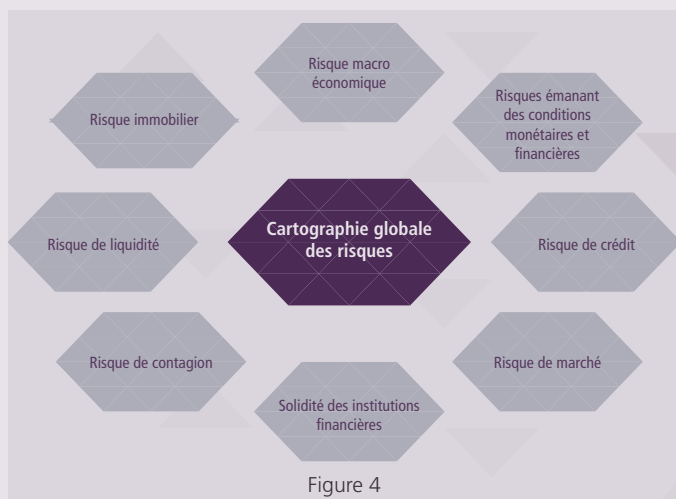 Risque macro
économique
Risque immobilier
Risques émanant
des conditions
monétaires et
financières
Risque de liquidité
Cartographie globale
des risques
Risque de crédit
Risque de contagion
Risque de marché
Solidité des institutions
financières
Figure 4